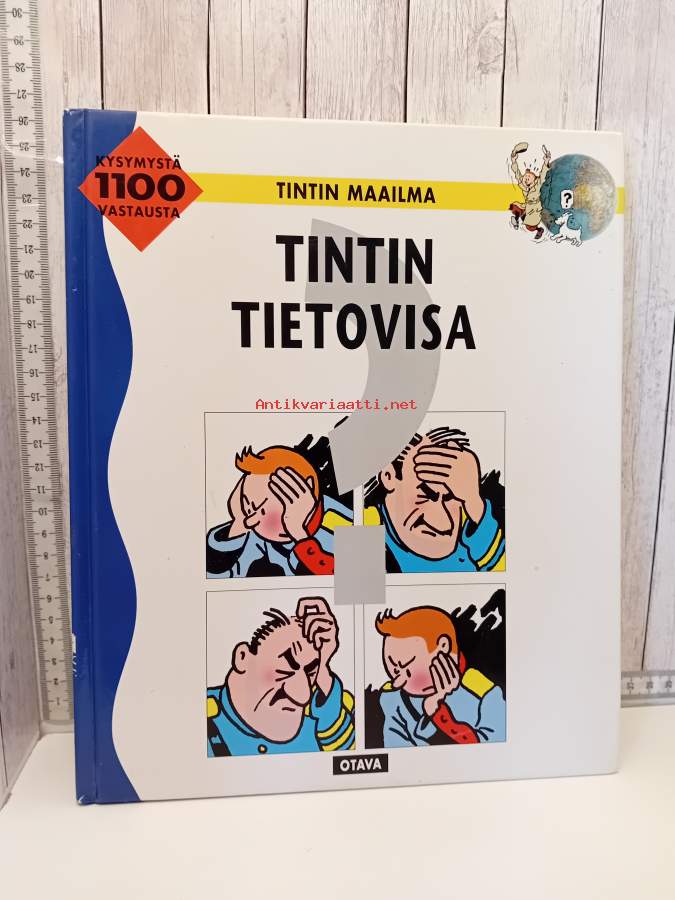 KYSYMYSTÄ
1100
VASTAUSTA
TINTIN MAAILMA
?
TINTIN
TIETOVISA
Antikvariaatti.net
OTAVA